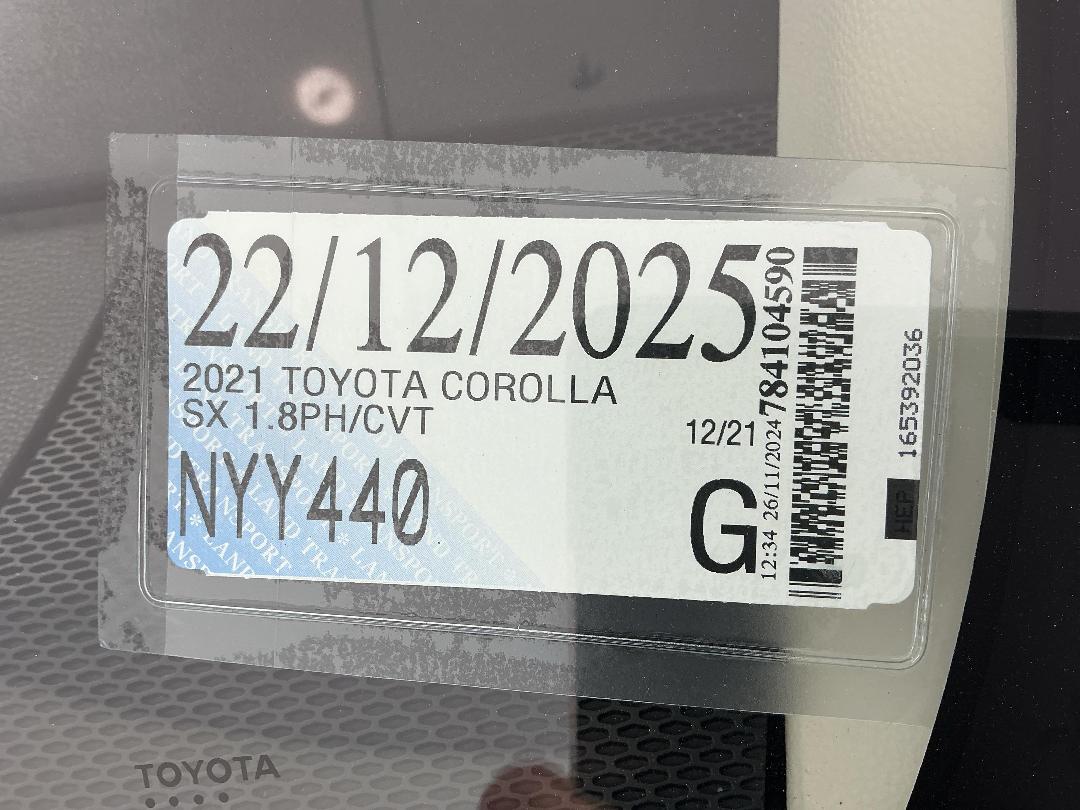 22/12/2025
2021 TOYOTA COROLLA
SX 1.8PH/CVT
12/21
NYY440
G
12:34 26/11/2024 784104590
165392036
HEP
TOYOTA